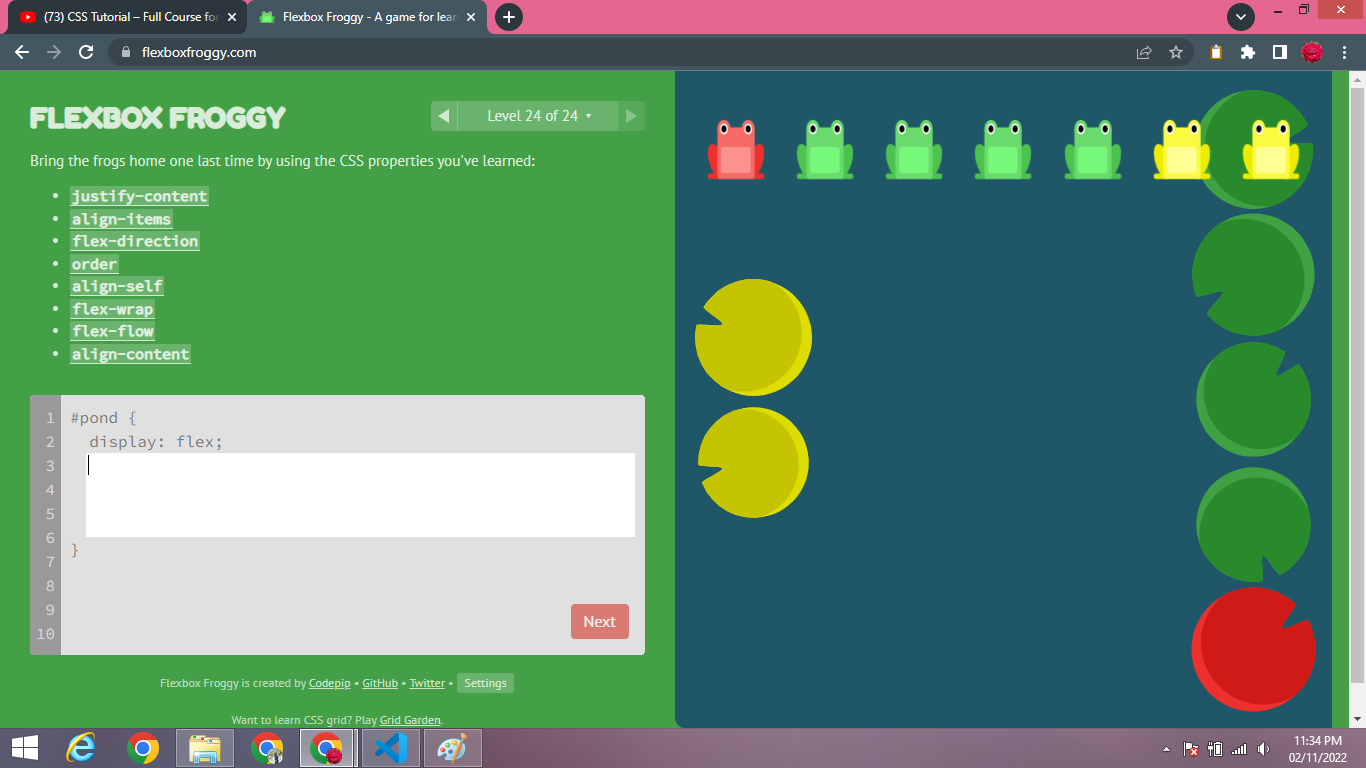 (73) CSS Tutorial – Full Course for
Flexbox Froggy - A game for lear
flexboxfroggy.com
FLEXBOX FROGGY
Level 24 of 24
Bring the frogs home one last time by using the CSS properties you've learned:
• justify-content
• align-items
• flex-direction
• order
• align-self
• flex-wrap
• flex-flow
• align-content
1 #pond {
2 display: flex;
3
4
5
6
7 }
8
9
10
Next
Flexbox Froggy is created by Codepip • GitHub • Twitter • Settings
Want to learn CSS grid? Play Grid Garden.
11:34 PM
02/11/2022